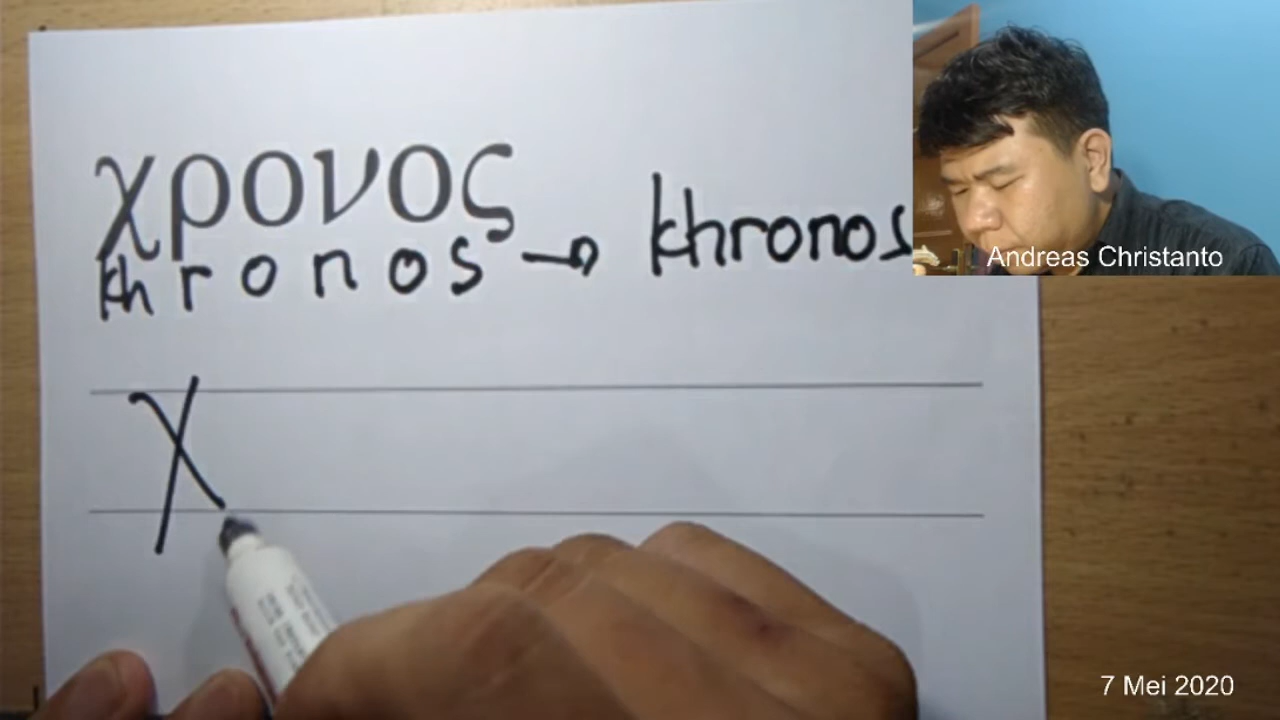 χρονος
khronos → khronos
χ
Andreas Christanto
7 Mei 2020